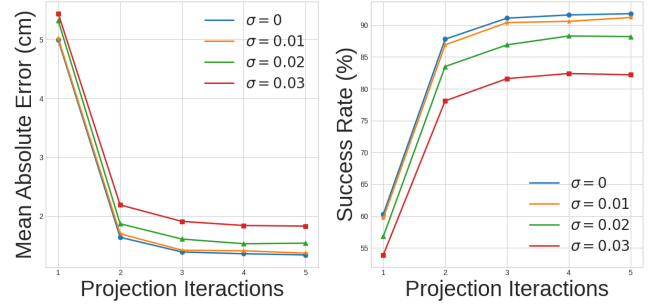 Mean Absolute Error (cm)
5
4
3
2
1
2
3
4
5
Projection Iteractions
σ = 0
σ = 0.01
σ = 0.02
σ = 0.03
Success Rate (%)
90
85
80
75
70
65
60
55
1
2
3
4
5
Projection Iteractions
σ = 0
σ = 0.01
σ = 0.02
σ = 0.03